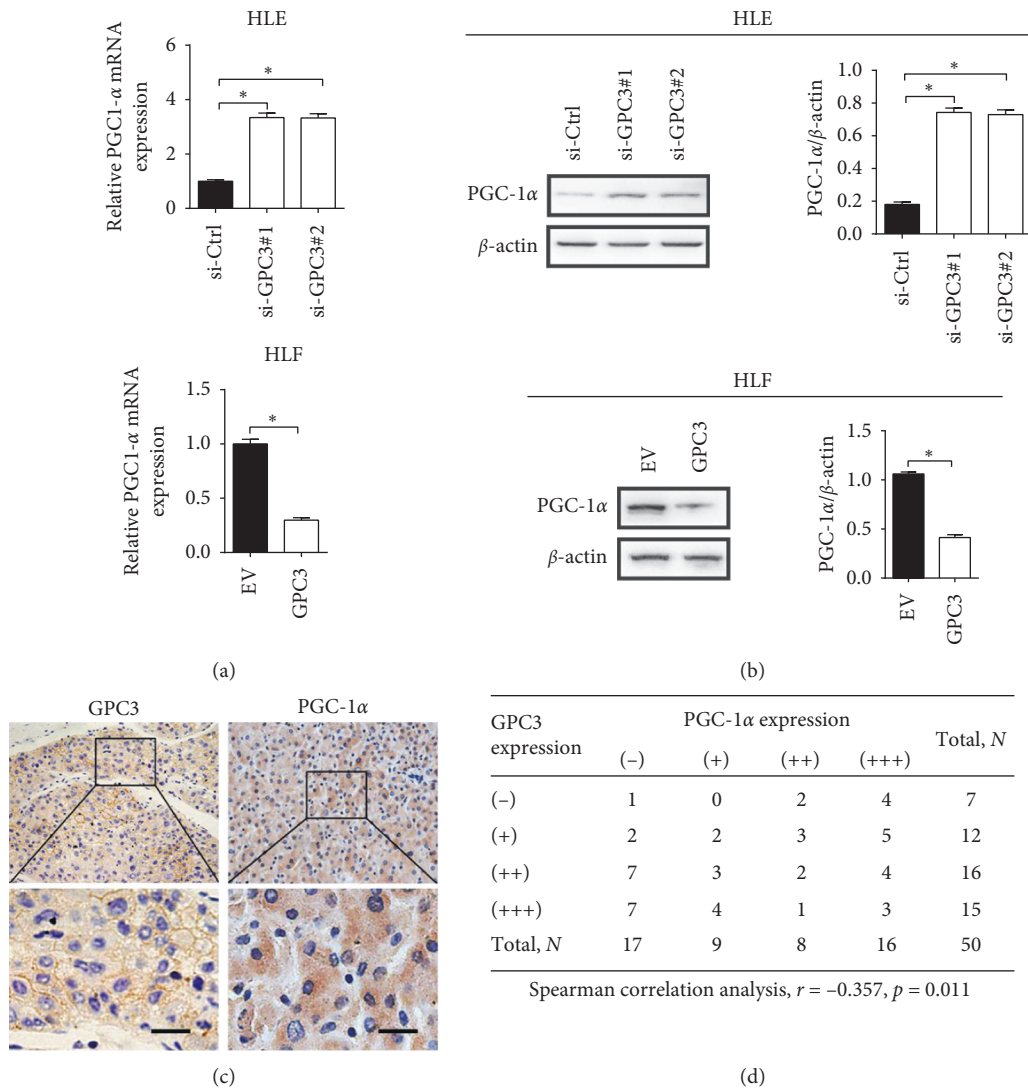 HLE
Relative PGC1-α mRNA
expression
6
4
2
0
*
*
si-Ctrl
si-GPC3#1
si-GPC3#2
HLF
Relative PGC1-α mRNA
expression
1.5
1.0
0.5
0.0
*
EV
GPC3
(a)
HLE
si-Ctrl
si-GPC3#1
si-GPC3#2
PGC-1α
β-actin
PGC-1α/β-actin
1.0
0.8
0.6
0.4
0.2
0.0
*
*
si-Ctrl
si-GPC3#1
si-GPC3#2
HLF
EV
GPC3
PGC-1α
β-actin
PGC-1α/β-actin
1.5
1.0
0.5
0.0
*
EV
GPC3
(b)
GPC3
PGC-1α
(c)
GPC3 expression PGC-1α expression Total, N
(–) (+) (++) (+++)
(–) 1 0 2 4 7
(+) 2 2 3 5 12
(++) 7 3 2 4 16
(+++) 7 4 1 3 15
Total, N 17 9 8 16 50
Spearman correlation analysis, r = –0.357, p = 0.011
(d)